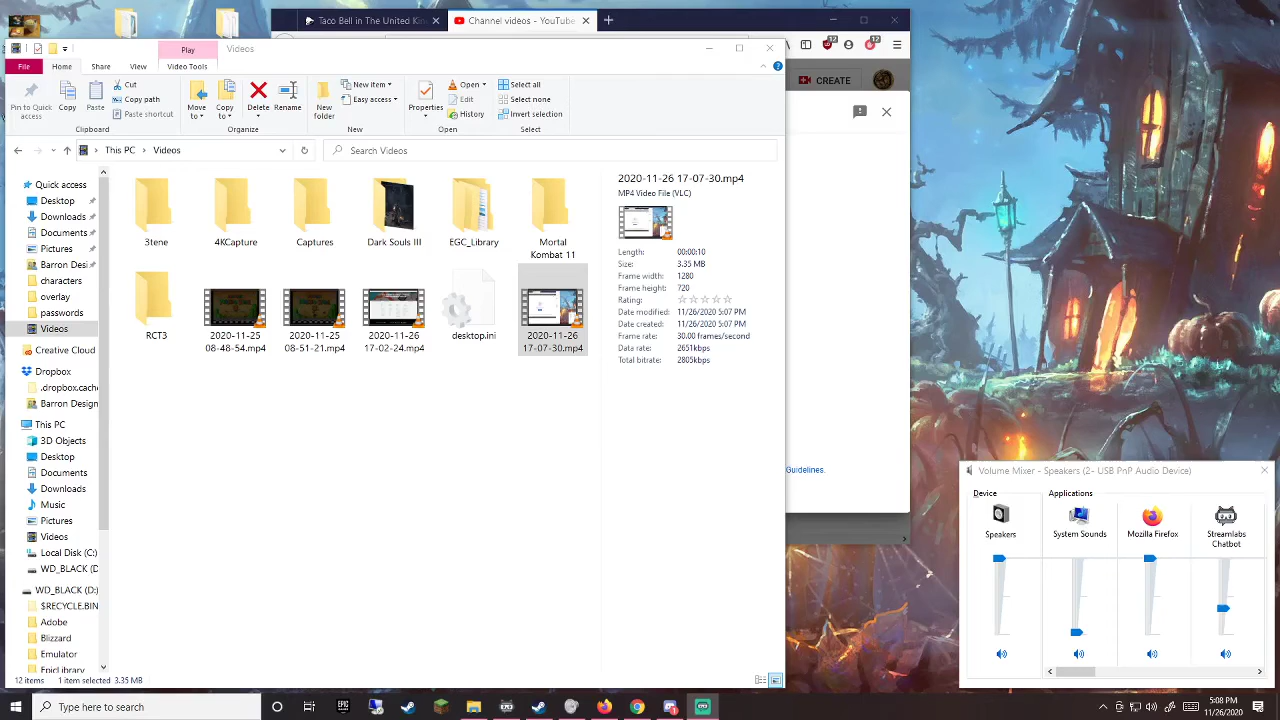 Taco Bell in The United King
Channel videos - YouTube
Play
Videos
File
Home
Share
View
Video Tools
12
12
CREATE
Pin to Quick access
Copy
Paste
Cut
Copy path
Paste shortcut
Clipboard
Move to
Copy to
Delete
Rename
Organize
New folder
New item
Easy access
New
Properties
Open
Edit
History
Open
Select all
Select none
Invert selection
Select
This PC
Videos
Search Videos
Quick access
Desktop
Downloads
Documents
Pictures
Barron Desi
characters
overlay
passwords
Videos
Creative Cloud
Dropbox
.dropbox.cache
Barron Design
This PC
3D Objects
Desktop
Documents
Downloads
Music
Pictures
Videos
Local Disk (C:)
WD_BLACK (D:
WD_BLACK (D:)
$RECYCLE.BIN
Adobe
Blizzard
Emulator
EpicLibrary
3tene
4KCapture
Captures
Dark Souls III
EGC_Library
Mortal Kombat 11
RCT3
2020-11-25 08-48-54.mp4
2020-11-25 08-51-21.mp4
2020-11-26 17-02-24.mp4
desktop.ini
2020-11-26 17-07-30.mp4
2020-11-26 17-07-30.mp4
MP4 Video File (VLC)
Length: 00:00:10
Size: 3.35 MB
Frame width: 1280
Frame height: 720
Rating:
Date modified: 11/26/2020 5:07 PM
Date created: 11/26/2020 5:07 PM
Frame rate: 30.00 frames/second
Data rate: 2651kbps
Total bitrate: 2805kbps
Guidelines.
12 items
1 item selected 3.35 MB
Volume Mixer - Speakers (2- USB PnP Audio Device)
Device
Applications
Speakers
System Sounds
Mozilla Firefox
Streamlabs Chatbot
Type here to search
EPIC
5:08 PM
11/26/2020